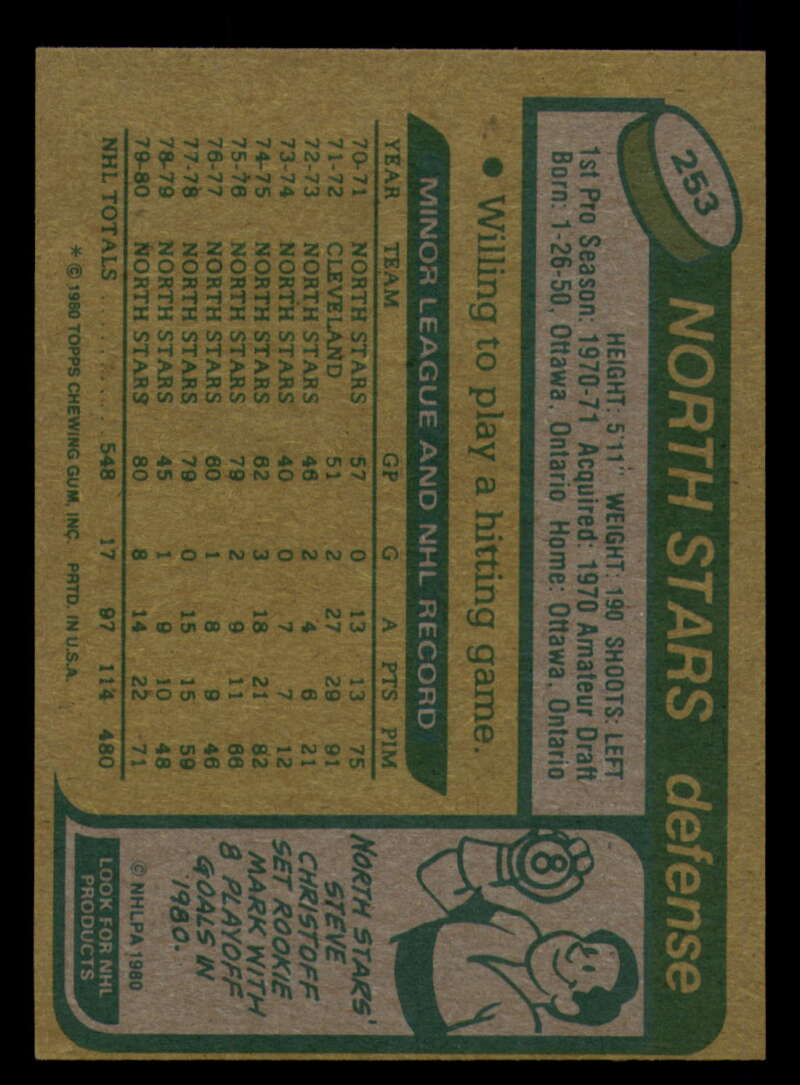 253
NORTH STARS defense
HEIGHT: 5'11" WEIGHT: 190 SHOOTS: LEFT
1st Pro Season: 1970-71 Acquired: 1970 Amateur Draft
Born: 1-26-50, Ottawa, Ontario Home: Ottawa, Ontario
• Willing to play a hitting game.
MINOR LEAGUE AND NHL RECORD
YEAR TEAM GP G A PTS PIM
70-71 NORTH STARS 57 0 13 13 75
71-72 CLEVELAND 51 2 27 29 91
72-73 NORTH STARS 46 2 4 6 21
73-74 NORTH STARS 40 0 7 7 12
74-75 NORTH STARS 62 3 18 21 82
75-76 NORTH STARS 79 2 9 11 66
76-77 NORTH STARS 60 1 8 9 46
77-78 NORTH STARS 79 0 15 15 59
78-79 NORTH STARS 45 1 9 10 48
79-80 NORTH STARS 80 8 14 22 71
NHL TOTALS .......... 548 17 97 114 480
* © 1980 TOPPS CHEWING GUM, INC. PRTD. IN U.S.A.
8
NORTH STARS'
STEVE
CHRISTOFF
SET ROOKIE
MARK WITH
8 PLAYOFF
GOALS IN
1980.
© NHLPA 1980
LOOK FOR NHL
PRODUCTS